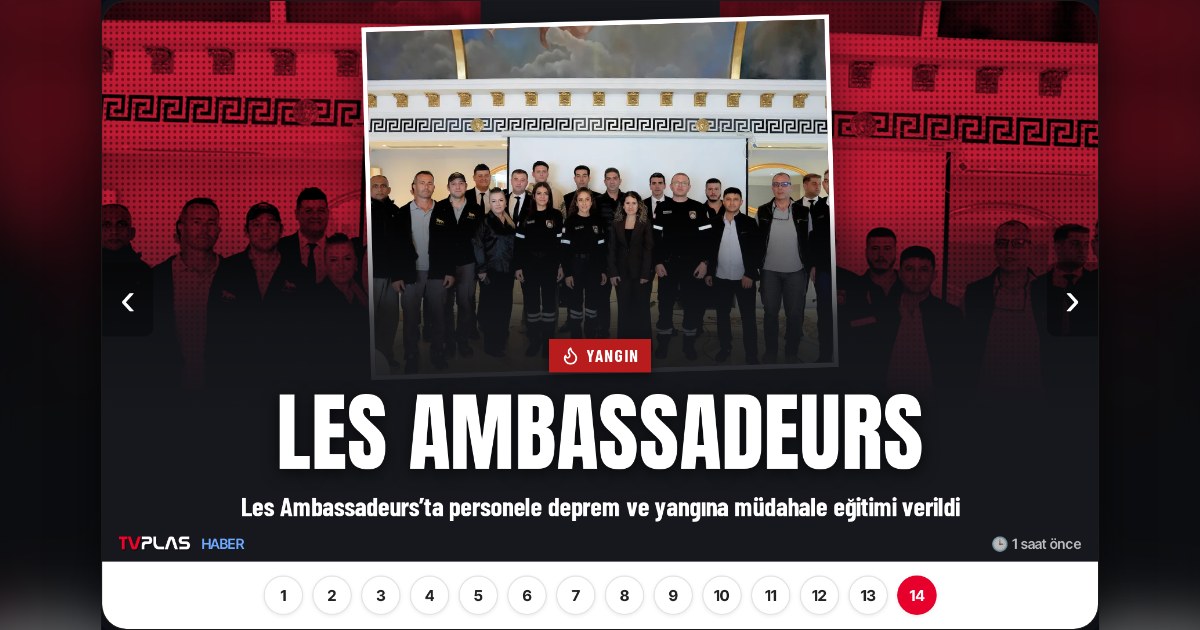 YANGIN
LES AMBASSADEURS
Les Ambassadeurs’ta personele deprem ve yangına müdahale eğitimi verildi
TVPLAS HABER
1 saat önce
1 2 3 4 5 6 7 8 9 10 11 12 13 14